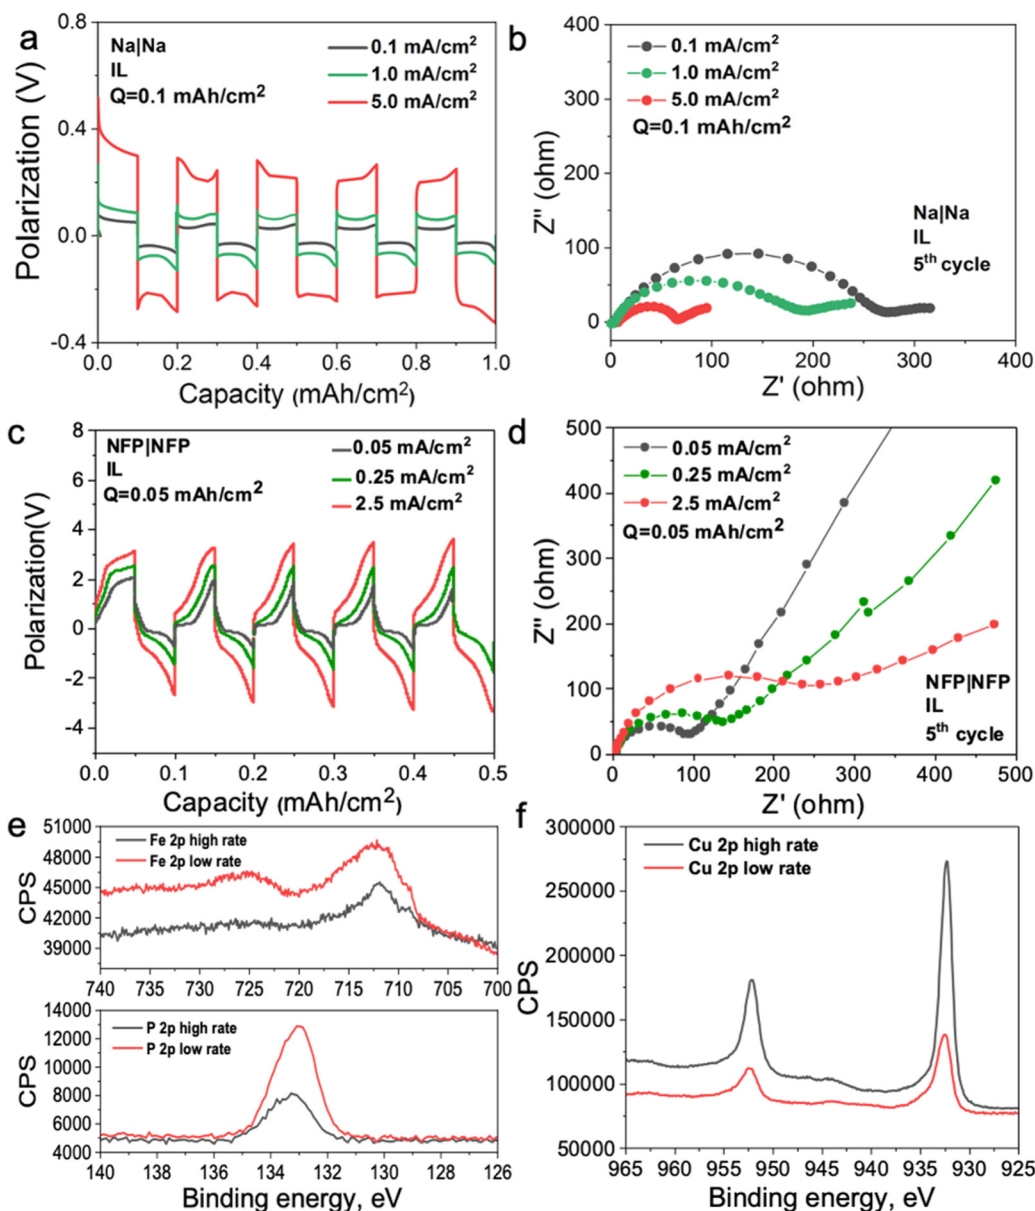 a
Na|Na
IL
Q=0.1 mAh/cm²
0.1 mA/cm²
1.0 mA/cm²
5.0 mA/cm²
0.8
0.4
0.0
-0.4
Polarization (V)
0.0 0.2 0.4 0.6 0.8 1.0
Capacity (mAh/cm²)
b
0.1 mA/cm²
1.0 mA/cm²
5.0 mA/cm²
Q=0.1 mAh/cm²
Na|Na
IL
5th cycle
400
300
200
100
0
Z'' (ohm)
0 100 200 300 400
Z' (ohm)
c
NFP|NFP
IL
Q=0.05 mAh/cm²
0.05 mA/cm²
0.25 mA/cm²
2.5 mA/cm²
8
6
4
2
0
-2
-4
Polarization(V)
0.0 0.1 0.2 0.3 0.4 0.5
Capacity (mAh/cm²)
d
0.05 mA/cm²
0.25 mA/cm²
2.5 mA/cm²
Q=0.05 mAh/cm²
NFP|NFP
IL
5th cycle
500
400
300
200
100
0
Z'' (ohm)
0 100 200 300 400 500
Z' (ohm)
e
Fe 2p high rate
Fe 2p low rate
51000
48000
45000
42000
39000
CPS
740 735 730 725 720 715 710 705 700
P 2p high rate
P 2p low rate
14000
12000
10000
8000
6000
4000
CPS
140 138 136 134 132 130 128 126
Binding energy, eV
f
Cu 2p high rate
Cu 2p low rate
300000
250000
200000
150000
100000
50000
CPS
965 960 955 950 945 940 935 930 925
Binding energy, eV